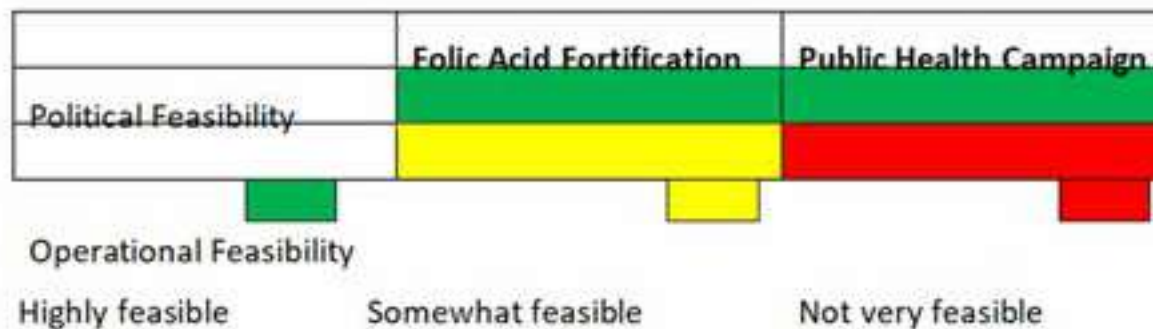 Folic Acid Fortification Public Health Campaign
Political Feasibility
Operational Feasibility
Highly feasible Somewhat feasible Not very feasible